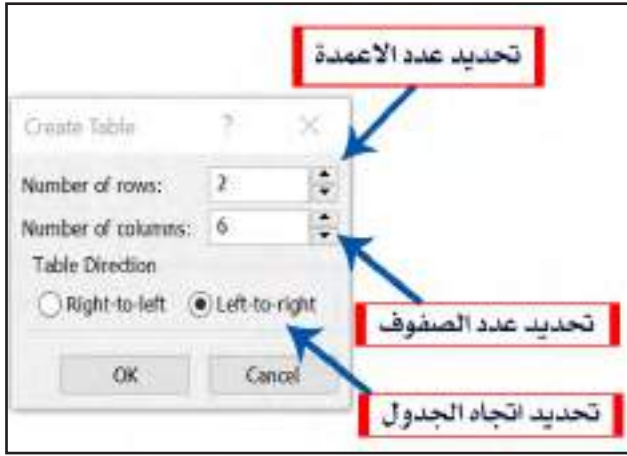 تحديد عدد الاعمدة
Create Table ? ×
Number of rows: 2
Number of columns: 6
Table Direction
Right-to-left Left-to-right
تحديد عدد الصفوف
OK Cancel
تحديد اتجاه الجدول